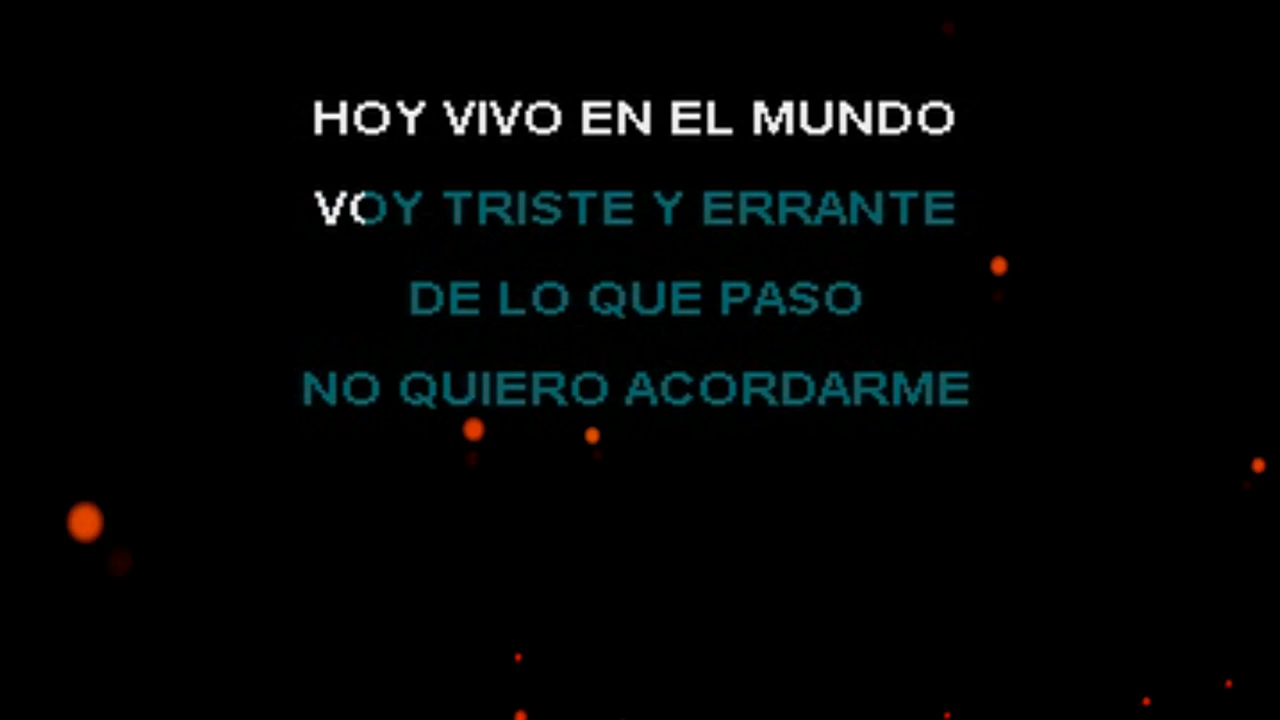 HOY VIVO EN EL MUNDO
VOY TRISTE Y ERRANTE
DE LO QUE PASO
NO QUIERO ACORDARME